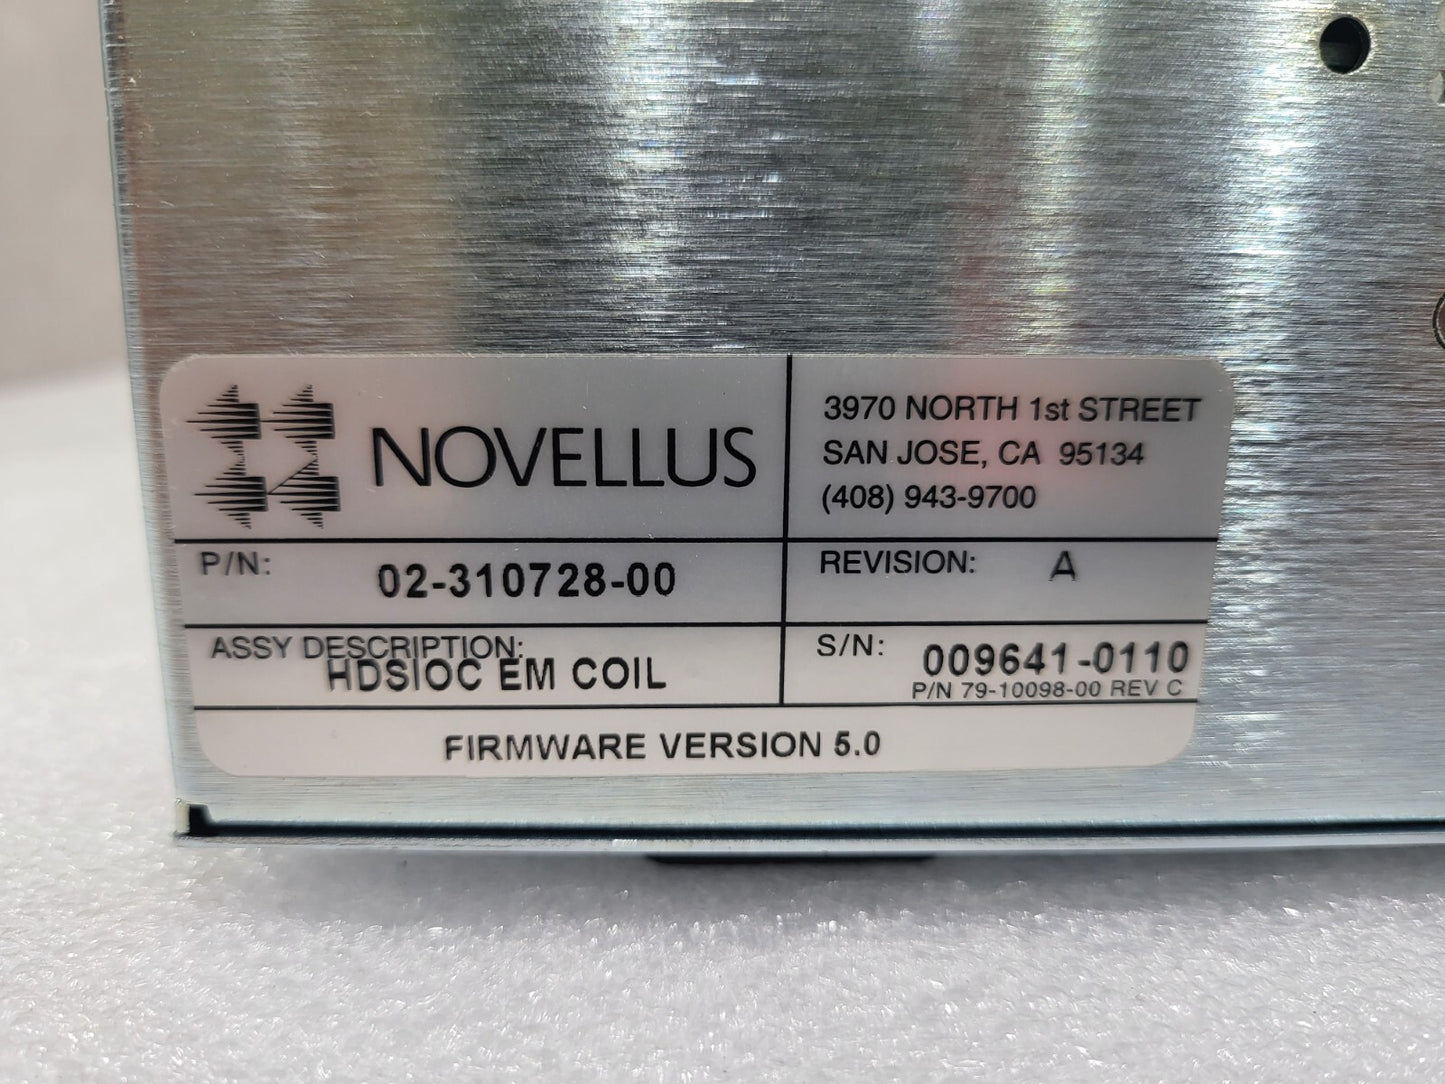 NOVELLUS
3970 NORTH 1st STREET
SAN JOSE, CA 95134
(408) 943-9700
P/N: 02-310728-00
REVISION: A
ASSY DESCRIPTION:
HDSIOC EM COIL
S/N: 009641-0110
P/N 79-10098-00 REV C
FIRMWARE VERSION 5.0